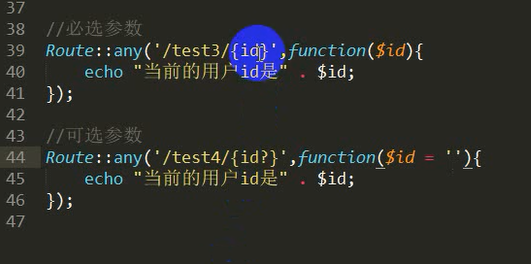 37
38 //必选参数
39 Route::any('/test3/{id}',function($id){
40     echo "当前的用户id是" . $id;
41 });
42
43 //可选参数
44 Route::any('/test4/{id?}',function($id = ''){
45     echo "当前的用户id是" . $id;
46 });
47